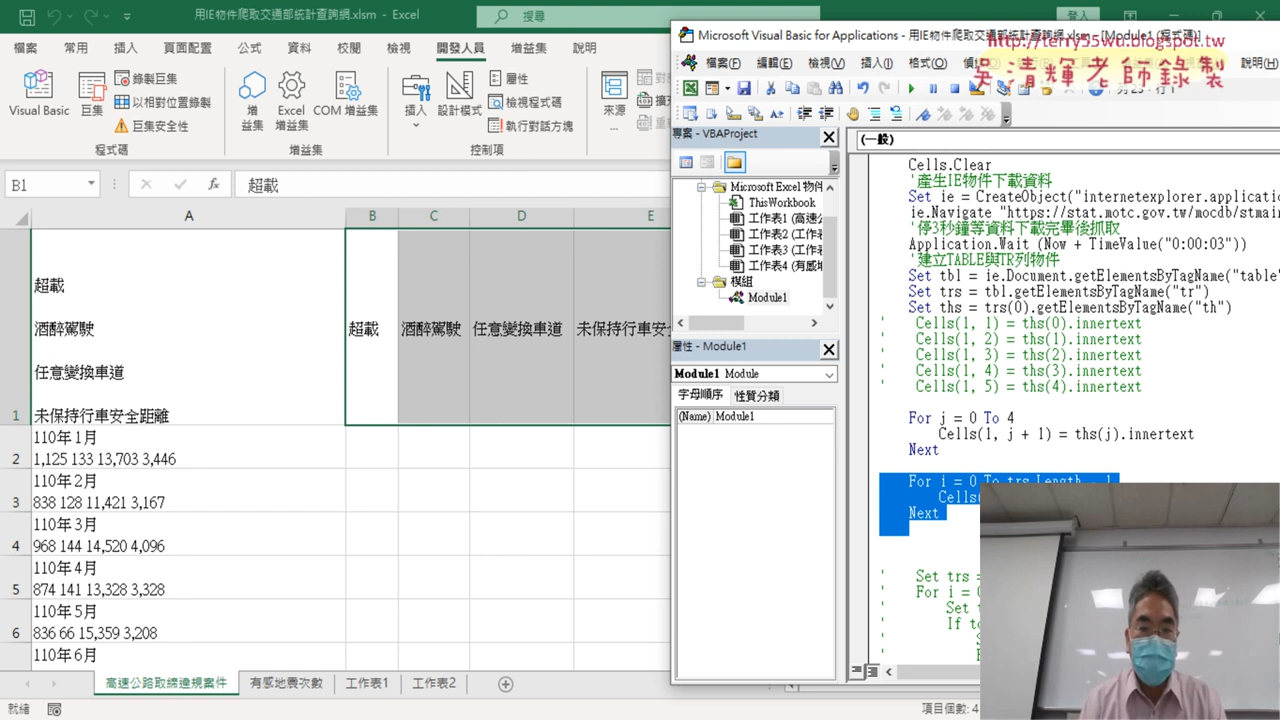 用IE物件爬取交通部統計查詢網.xlsm - Excel
搜尋
登入
檔案 常用 插入 頁面配置 公式 資料 校閱 檢視 開發人員 增益集 說明
Visual Basic
巨集
錄製巨集
以相對位置錄製
巨集安全性
程式碼
增益集
Excel 增益集
COM 增益集
增益集
插入
設計模式
屬性
檢視程式碼
執行對話方塊
控制項
來源
B1
超載
A B C D E
1
超載
酒醉駕駛
任意變換車道
未保持行車安全距離
超載 酒醉駕駛 任意變換車道 未保持行車安全
110年1月
2 1,125 133 13,703 3,446
110年2月
3 838 128 11,421 3,167
110年3月
4 968 144 14,520 4,096
110年4月
5 874 141 13,328 3,328
110年5月
6 836 66 15,359 3,208
110年6月
高速公路取締違規案件 有感地震次數 工作表1 工作表2
就緒
項目個數: 4
Microsoft Visual Basic for Applications - 用IE物件爬取交通部統計查詢網.xlsm - [Module1 (程式碼)]
http://terry55wu.blogspot.tw
吳清輝老師錄製
檔案(F) 編輯(E) 檢視(V) 插入(I) 格式(O) 說明(H)
專案 - VBAProject
Microsoft Excel 物件
ThisWorkbook
工作表1 (高速公
工作表2 (工作表
工作表3 (工作表
工作表4 (有感地
模組
Module1
屬性 - Module1
Module1 Module
字母順序 性質分類
(Name) Module1
(一般)
Cells.Clear
'產生IE物件下載資料
Set ie = CreateObject("internetexplorer.applicatio
ie.Navigate "https://stat.motc.gov.tw/mocdb/stmai
'停3秒鐘等資料下載完畢後抓取
Application.Wait (Now + TimeValue("0:00:03"))
'建立TABLE與TR列物件
Set tbl = ie.Document.getElementsByTagName("table"
Set trs = tbl.getElementsByTagName("tr")
Set ths = trs(0).getElementsByTagName("th")
' Cells(1, 1) = ths(0).innertext
' Cells(1, 2) = ths(1).innertext
' Cells(1, 3) = ths(2).innertext
' Cells(1, 4) = ths(3).innertext
' Cells(1, 5) = ths(4).innertext
For j = 0 To 4
Cells(1, j + 1) = ths(j).innertext
Next
For i = 0 To trs.Length - 1
Cells(
Next
' Set trs =
' For i = 0
' Set t
' If to